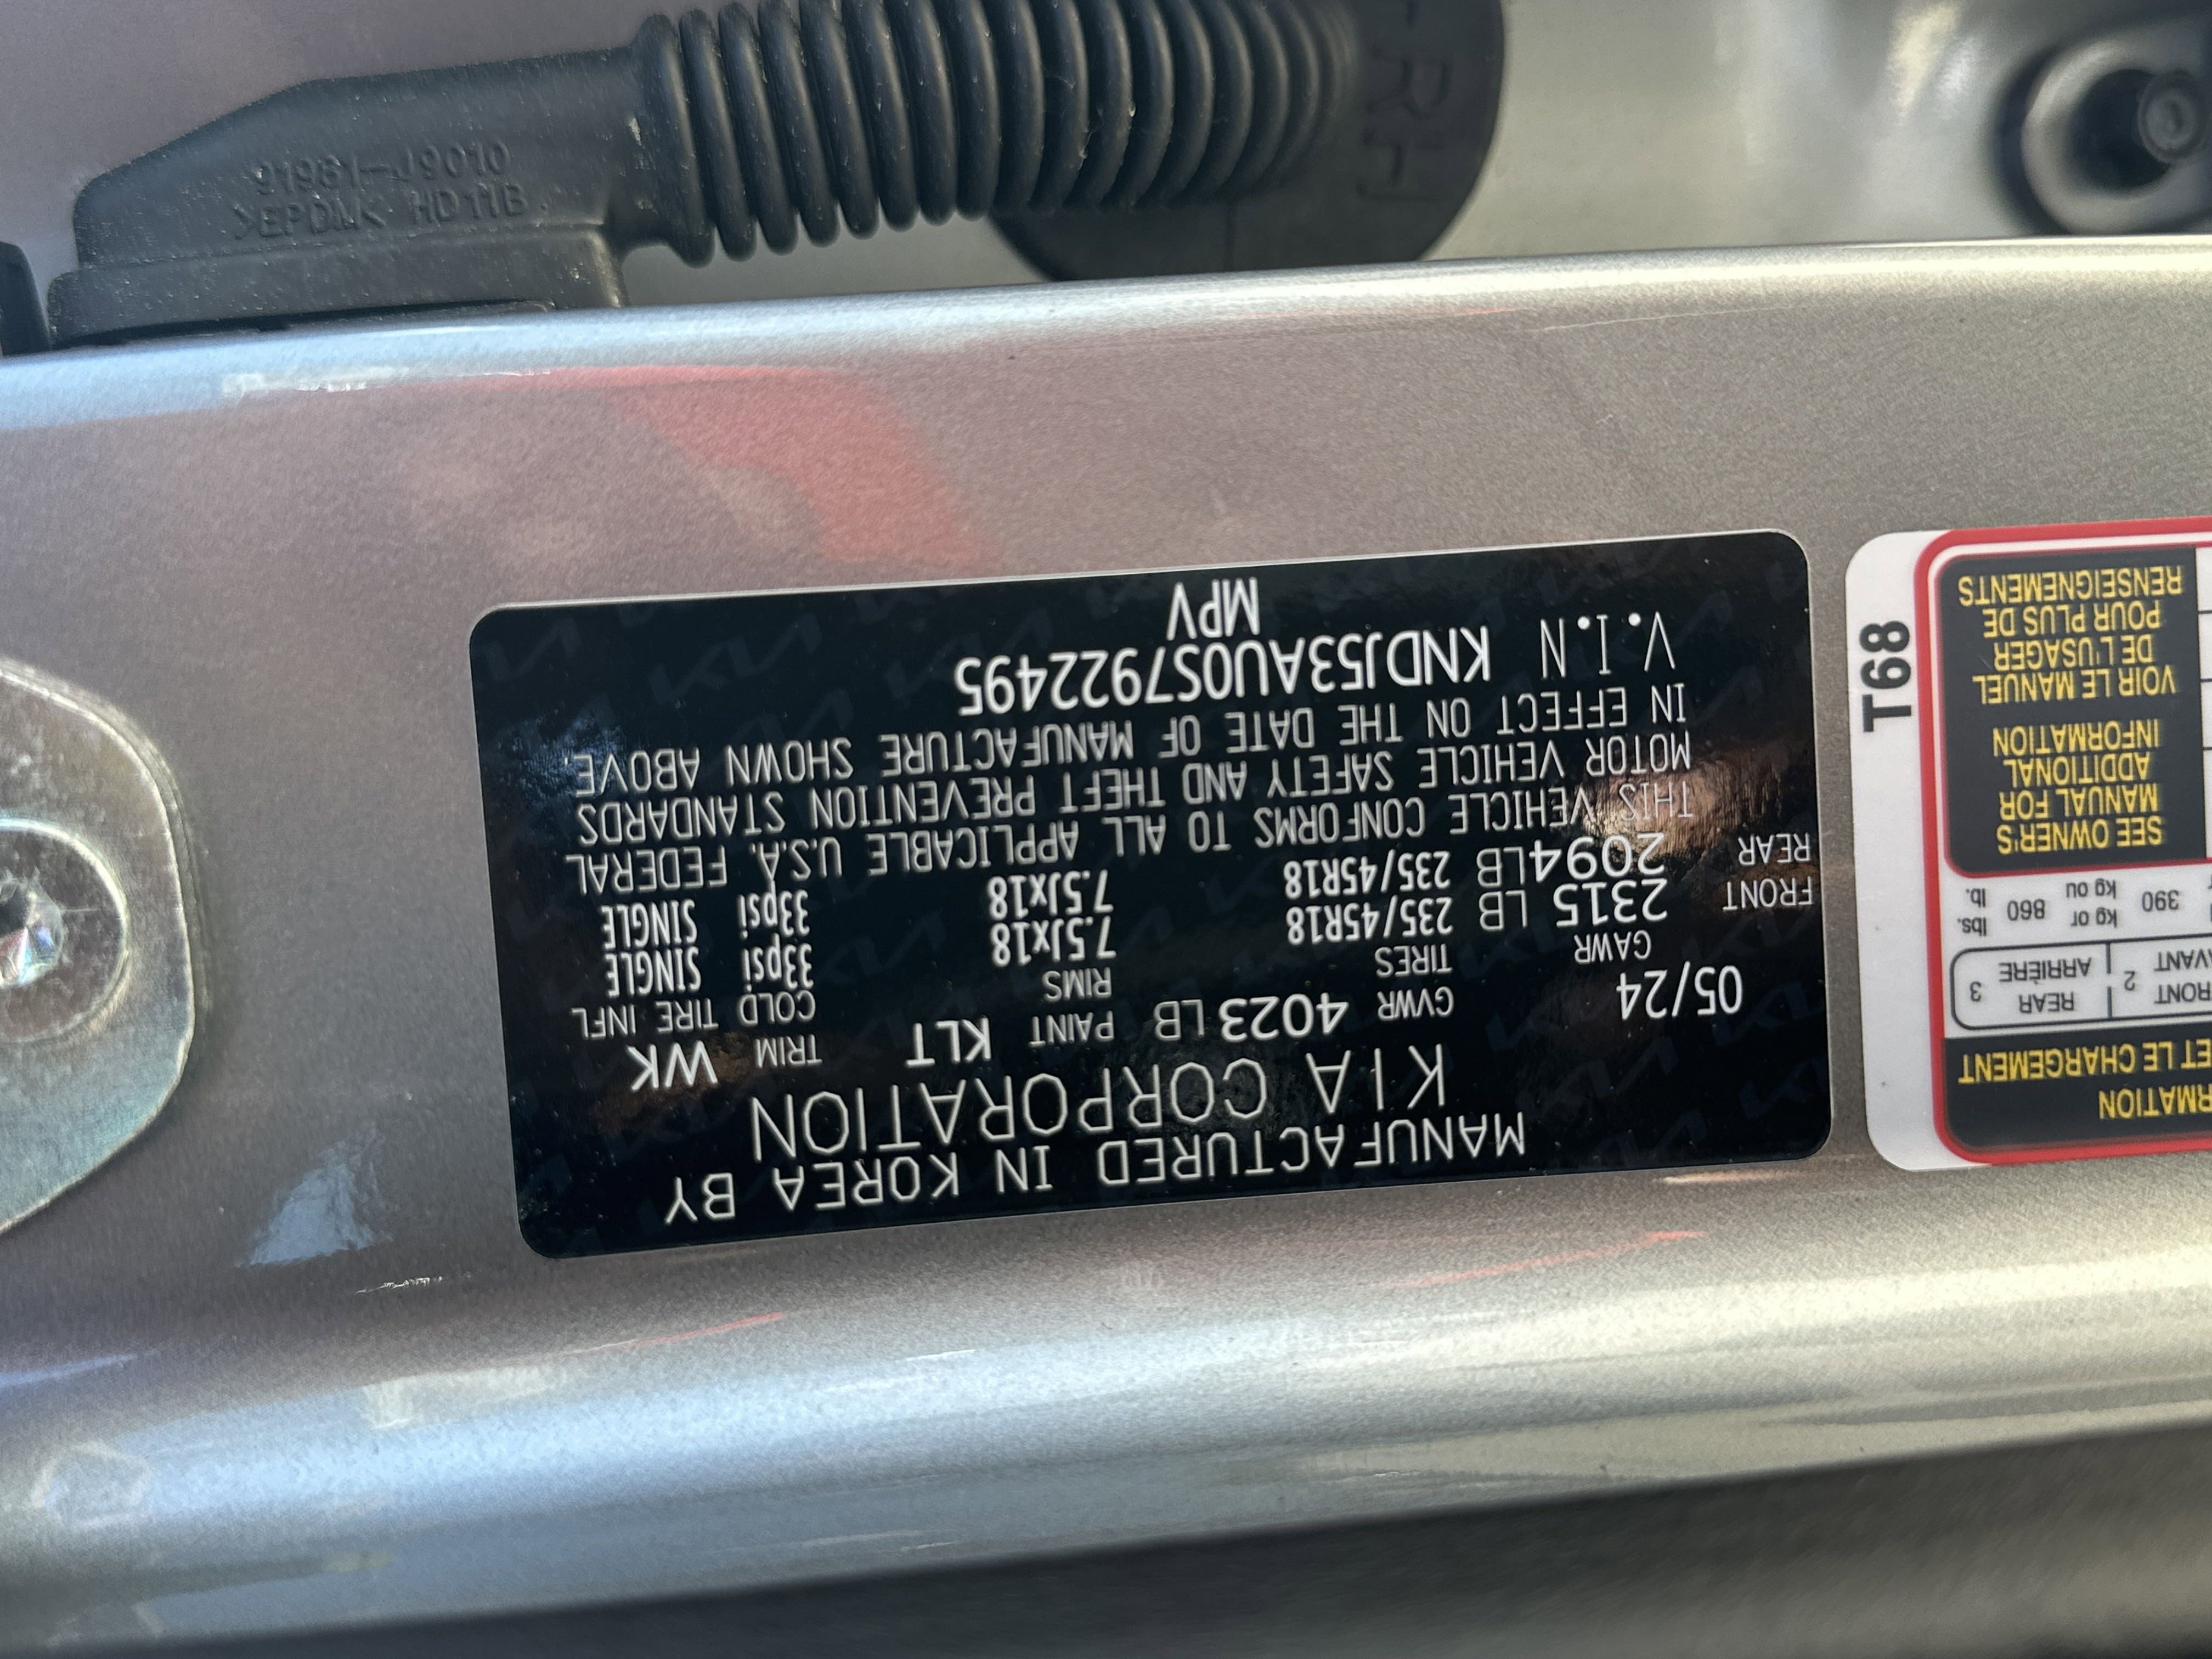 MANUFACTURED IN KOREA BY
KIA CORPORATION
05/24 GVWR 4023 LB PAINT KLT TRIM WK
GAWR TIRES RIMS COLD TIRE INFL
FRONT 2315 LB 235/45R18 7.5Jx18 33psi SINGLE
REAR 2094LB 235/45R18 7.5Jx18 33psi SINGLE
THIS VEHICLE CONFORMS TO ALL APPLICABLE U.S.A. FEDERAL
MOTOR VEHICLE SAFETY AND THEFT PREVENTION STANDARDS
IN EFFECT ON THE DATE OF MANUFACTURE SHOWN ABOVE.
V.I.N KNDJ53AU0S7922495
MPV
ET LE CHARGEMENT
2 REAR
ARRIÈRE 3
390 kg or
kg ou 860 lbs.
lb.
SEE OWNER'S
MANUAL FOR
ADDITIONAL
INFORMATION
VOIR LE MANUEL
DE L'USAGER
POUR PLUS DE
RENSEIGNEMENTS
T68
91981-J9010
>EPDM< HD11B
RH